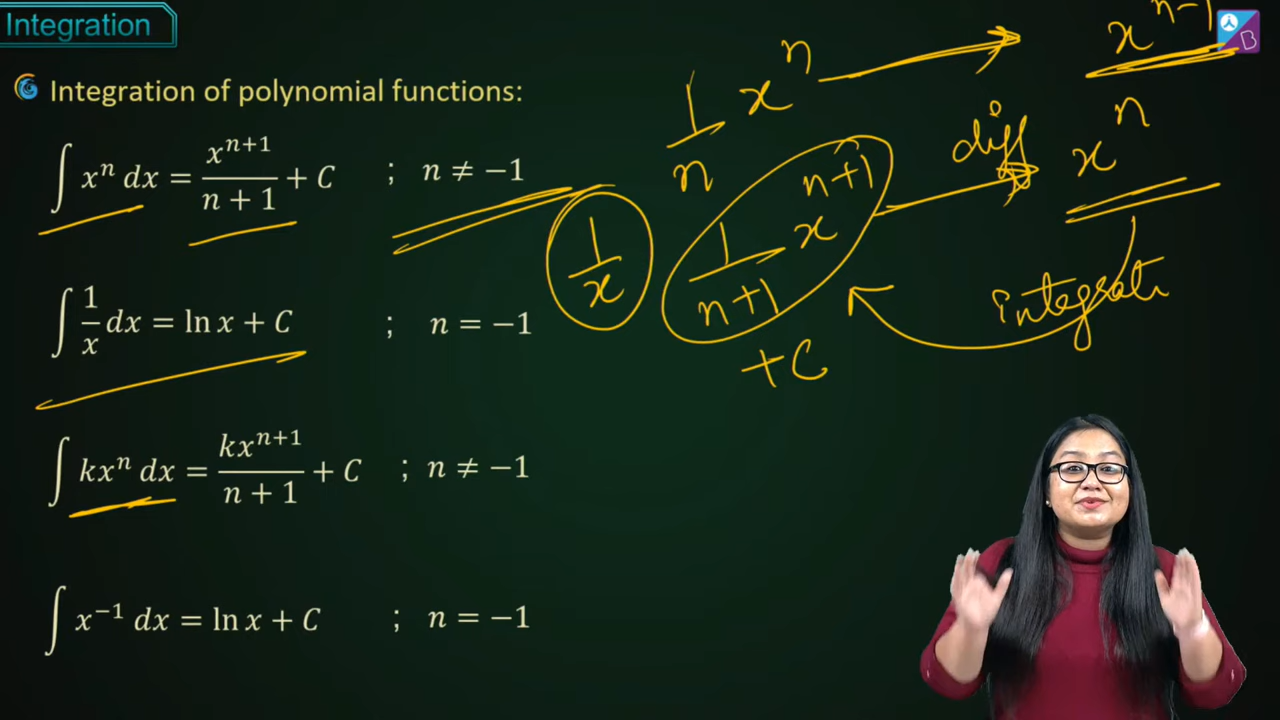 Integration
Integration of polynomial functions:
∫ xⁿ dx = xⁿ⁺¹/(n + 1) + C ; n ≠ −1
∫ 1/x dx = ln x + C ; n = −1
∫ kxⁿ dx = kxⁿ⁺¹/(n + 1) + C ; n ≠ −1
∫ x⁻¹ dx = ln x + C ; n = −1
1/n xⁿ → xⁿ⁻¹
1/x
1/(n+1) xⁿ⁺¹ diff → xⁿ
integrate
+ C
B